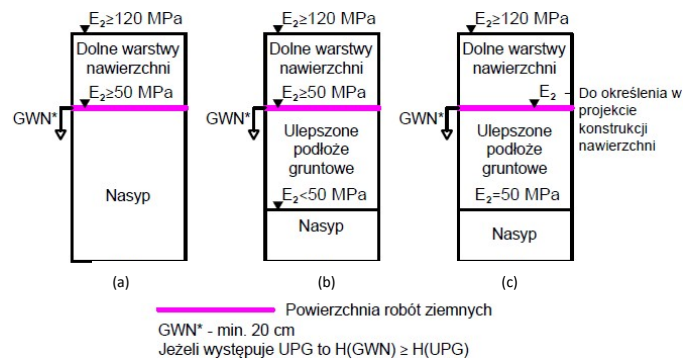 E₂≥120 MPa
Dolne warstwy
nawierzchni
E₂≥50 MPa
GWN*
Nasyp
(a)
E₂≥120 MPa
Dolne warstwy
nawierzchni
E₂≥50 MPa
GWN*
Ulepszone
podłoże
gruntowe
E₂<50 MPa
Nasyp
(b)
E₂≥120 MPa
Dolne warstwy
nawierzchni
E₂ - Do określenia w
projekcie
konstrukcji
nawierzchni
GWN*
Ulepszone
podłoże
gruntowe
E₂=50 MPa
Nasyp
(c)
Powierzchnia robót ziemnych
GWN* - min. 20 cm
Jeżeli występuje UPG to H(GWN) ≥ H(UPG)